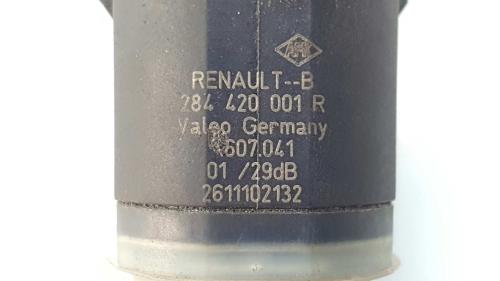 RENAULT--B
284 420 001 R
Valeo Germany
607.041
01 /29dB
2611102132